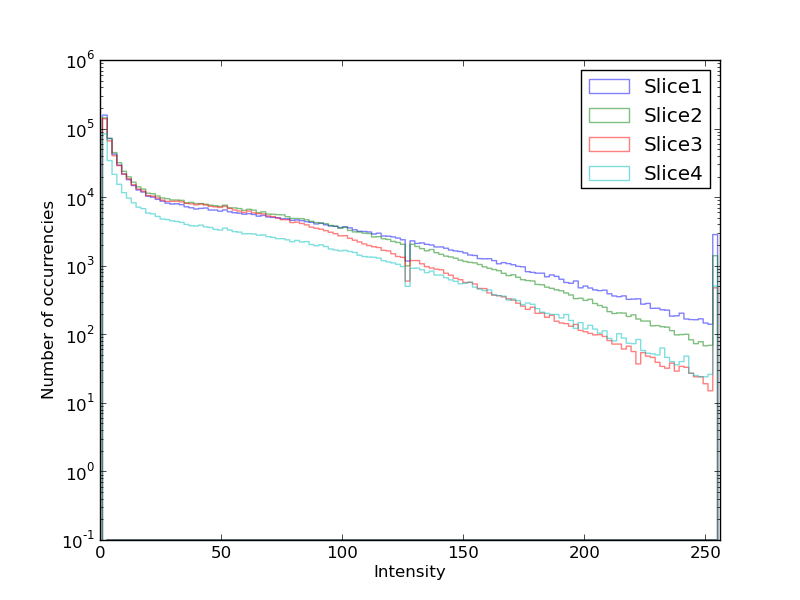 10^6
10^5
10^4
10^3
10^2
10^1
10^0
10^-1
Number of occurrencies
0 50 100 150 200 250
Intensity
Slice1
Slice2
Slice3
Slice4